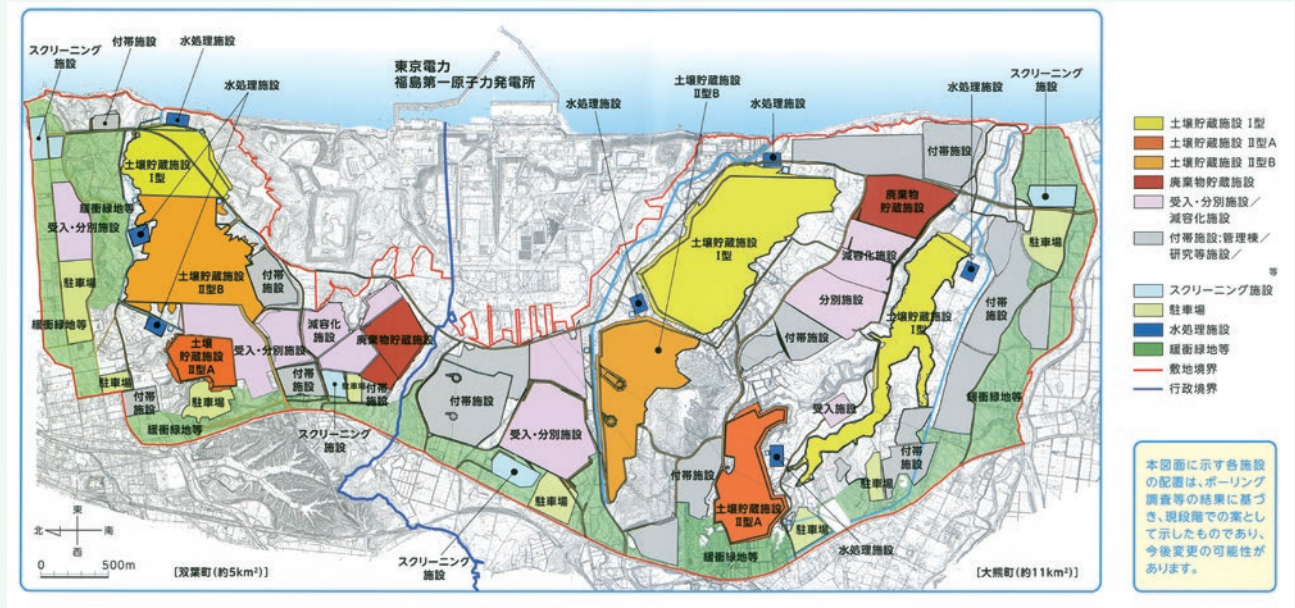 スクリーニング
施設
付帯施設
水処理施設
水処理施設
東京電力
福島第一原子力発電所
水処理施設
土壌貯蔵施設
Ⅱ型B
水処理施設
水処理施設
スクリーニング
施設
土壌貯蔵施設
Ⅰ型
緩衝緑地等
受入・分別施設
駐車場
緩衝緑地等
土壌貯蔵施設
Ⅱ型B
付帯
施設
土壌
貯蔵施設
Ⅱ型A
受入・分別施設
減容化
施設
廃棄物貯蔵施設
駐車場
付帯
施設
駐車場
付帯
施設
駐車場
付帯
施設
緩衝緑地等
スクリーニング
施設
付帯施設
受入・分別施設
駐車場
スクリーニング
施設
土壌貯蔵施設
Ⅰ型
付帯施設
廃棄物
貯蔵施設
減容化施設
分別施設
付帯施設
土壌貯蔵施設
Ⅰ型
受入施設
付帯施設
駐車場
付帯
施設
緩衝緑地等
付帯施設
土壌貯蔵施設
Ⅱ型A
駐車場
付帯
施設
駐車場
水処理施設
緩衝緑地等
東
北 南
西
0 500m
[双葉町(約5km²)]
[大熊町(約11km²)]
土壌貯蔵施設 Ⅰ型
土壌貯蔵施設 Ⅱ型A
土壌貯蔵施設 Ⅱ型B
廃棄物貯蔵施設
受入・分別施設/
減容化施設
付帯施設:管理棟/
研究等施設/
等
スクリーニング施設
駐車場
水処理施設
緩衝緑地等
敷地境界
行政境界
本図面に示す各施設
の配置は、ボーリング
調査等の結果に基づ
き、現段階での案とし
て示したものであり、
今後変更の可能性が
あります。